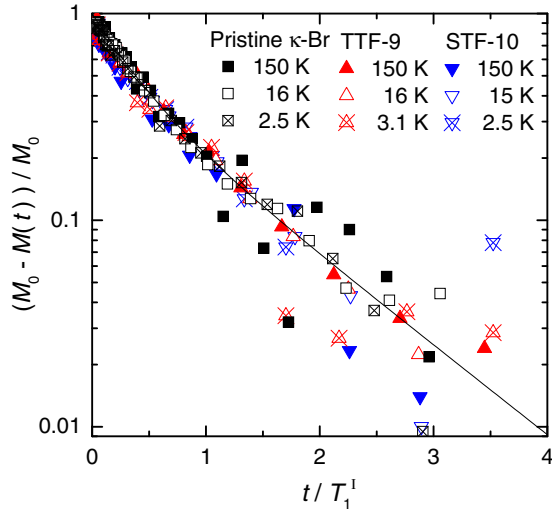 Pristine κ-Br TTF-9 STF-10
150 K 150 K 150 K
16 K 16 K 15 K
2.5 K 3.1 K 2.5 K
(M₀ - M(t)) / M₀
1
0.1
0.01
0 1 2 3 4
t / T₁ᴵ